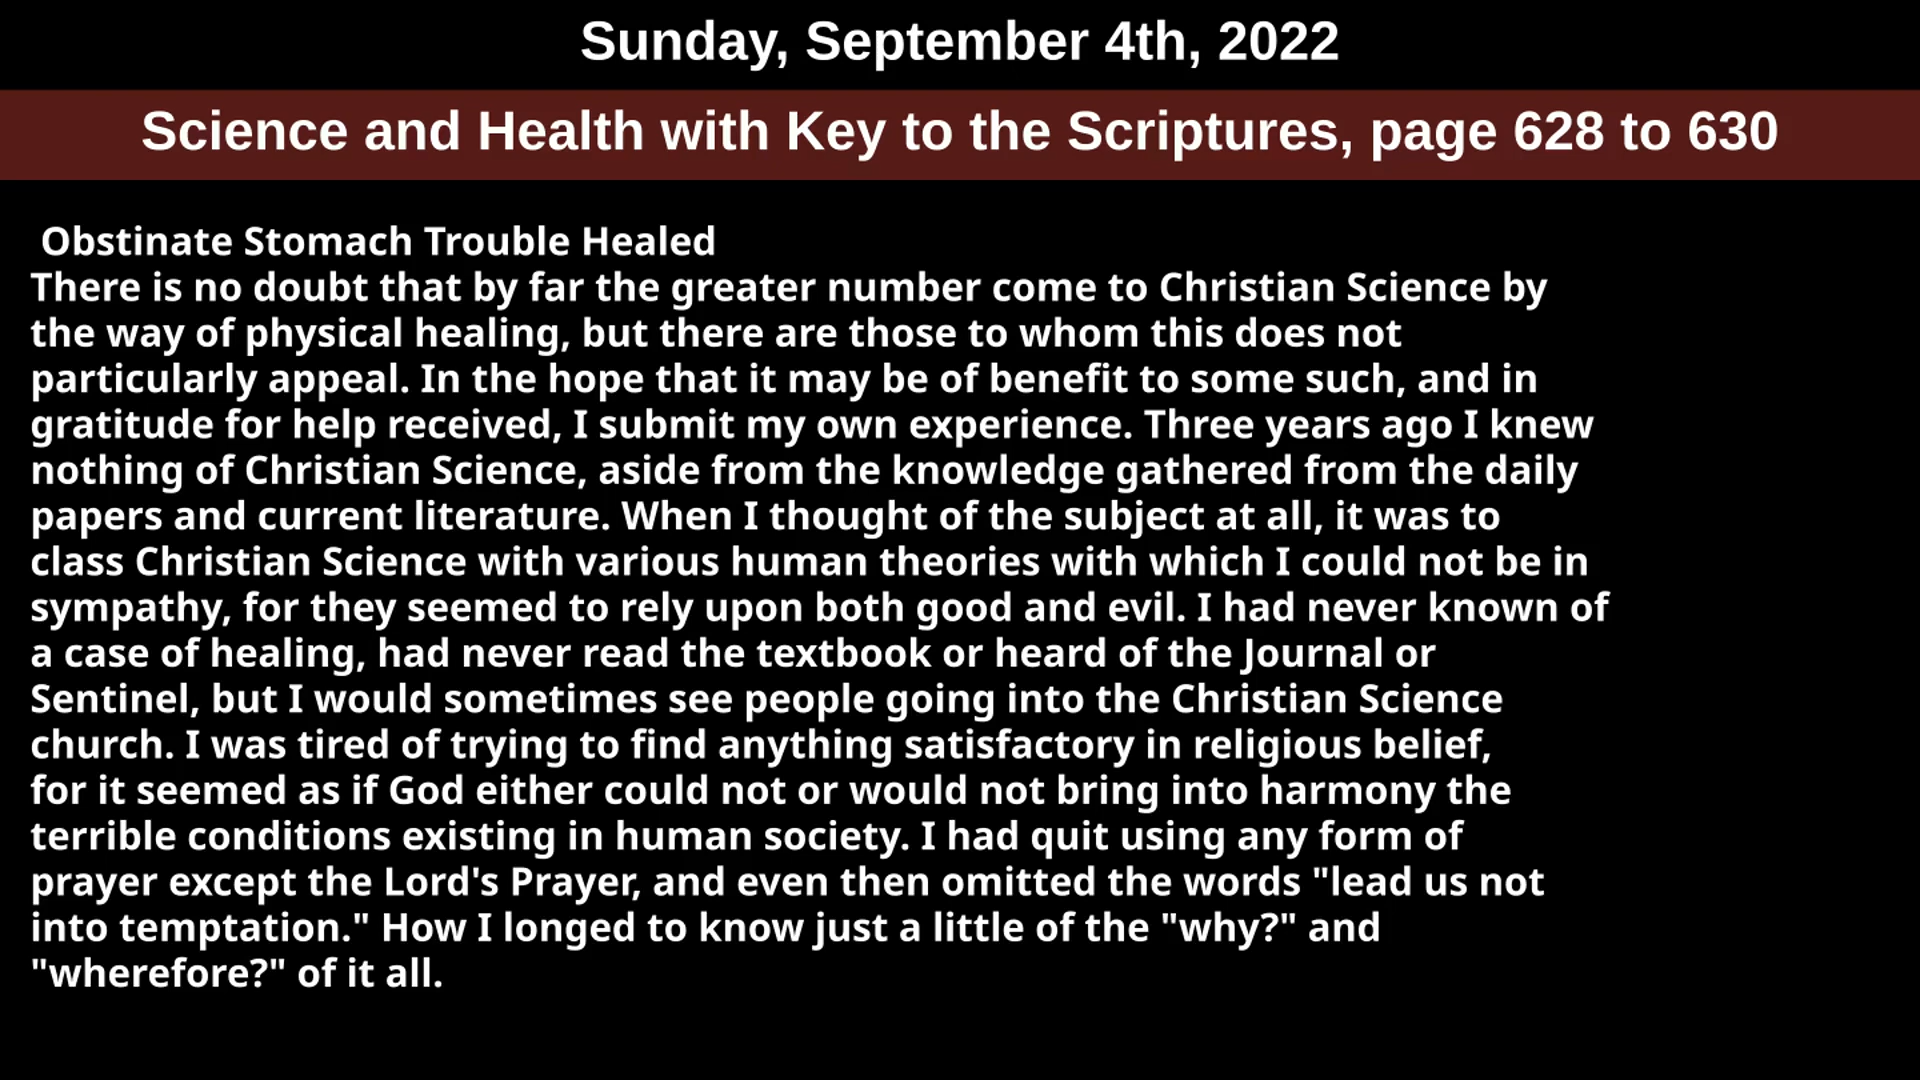 Sunday, September 4th, 2022
Science and Health with Key to the Scriptures, page 628 to 630
Obstinate Stomach Trouble Healed
There is no doubt that by far the greater number come to Christian Science by
the way of physical healing, but there are those to whom this does not
particularly appeal. In the hope that it may be of benefit to some such, and in
gratitude for help received, I submit my own experience. Three years ago I knew
nothing of Christian Science, aside from the knowledge gathered from the daily
papers and current literature. When I thought of the subject at all, it was to
class Christian Science with various human theories with which I could not be in
sympathy, for they seemed to rely upon both good and evil. I had never known of
a case of healing, had never read the textbook or heard of the Journal or
Sentinel, but I would sometimes see people going into the Christian Science
church. I was tired of trying to find anything satisfactory in religious belief,
for it seemed as if God either could not or would not bring into harmony the
terrible conditions existing in human society. I had quit using any form of
prayer except the Lord's Prayer, and even then omitted the words "lead us not
into temptation." How I longed to know just a little of the "why?" and
"wherefore?" of it all.